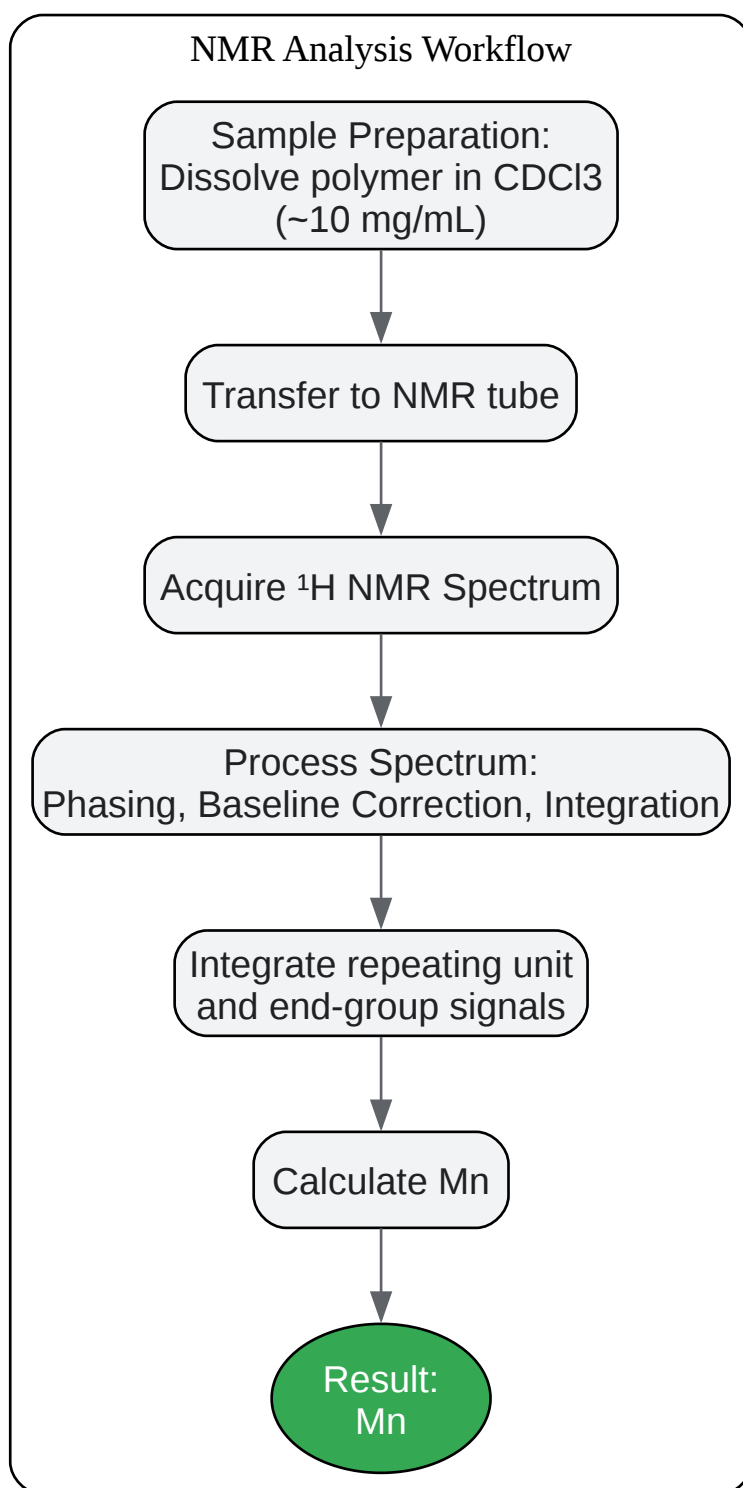 NMR Analysis Workflow
Sample Preparation:
Dissolve polymer in CDCl3
(~10 mg/mL)
Transfer to NMR tube
Acquire ¹H NMR Spectrum
Process Spectrum:
Phasing, Baseline Correction, Integration
Integrate repeating unit
and end-group signals
Calculate Mn
Result:
Mn